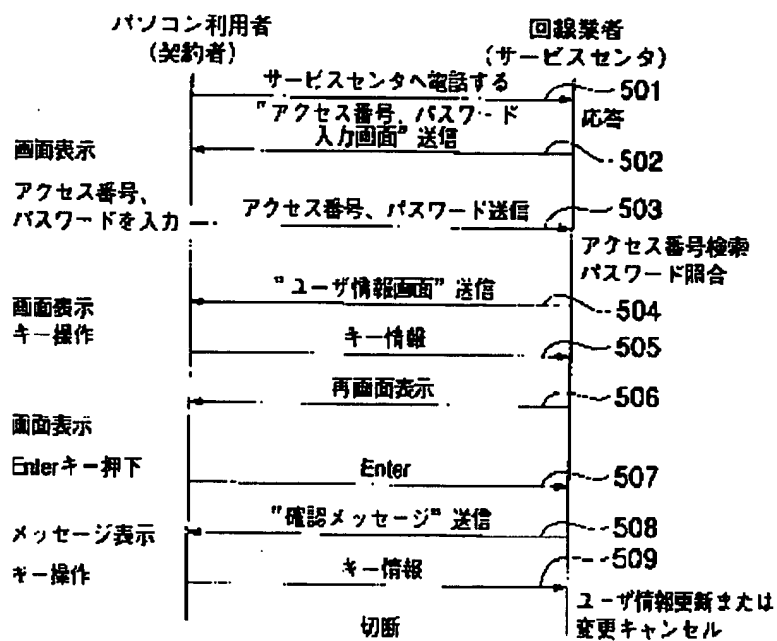 パソコン利用者
(契約者)
回線業者
(サービスセンタ)
サービスセンタへ電話する
501
応答
"アクセス番号、パスワード
入力画面" 送信
502
画面表示
アクセス番号、
パスワードを入力
アクセス番号、パスワード送信
503
アクセス番号検索
パスワード照合
"ユーザ情報画面" 送信
504
画面表示
キー操作
キー情報
505
再画面表示
506
画面表示
Enterキー押下
Enter
507
"確認メッセージ" 送信
508
メッセージ表示
509
キー操作
キー情報
ユーザ情報更新または
変更キャンセル
切断